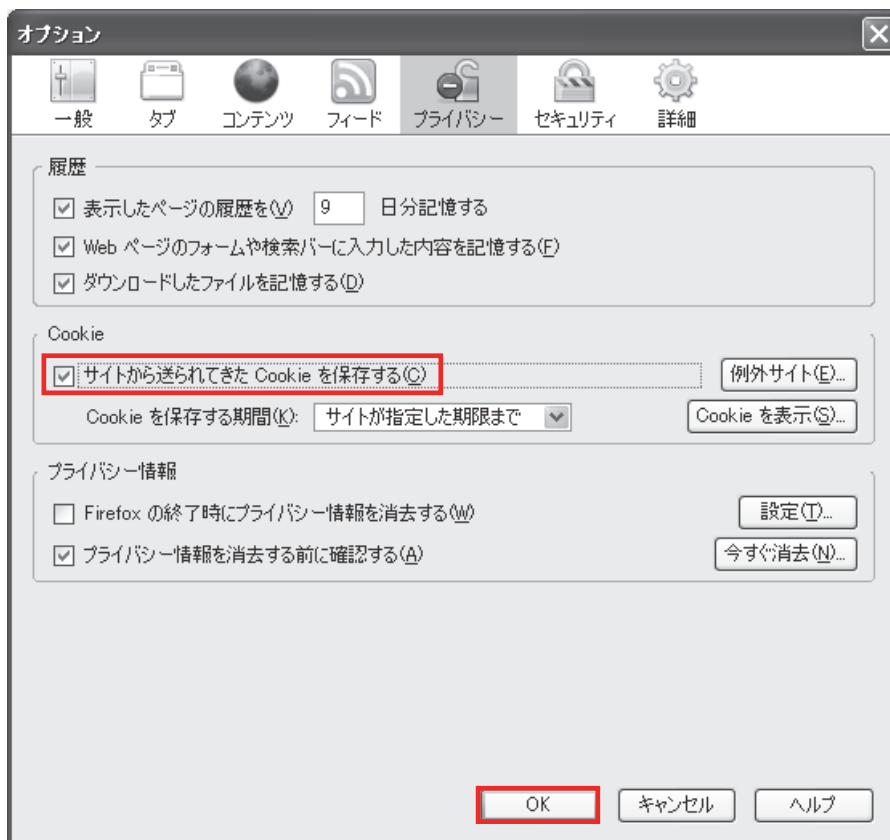 オプション
一般 タブ コンテンツ フィード プライバシー セキュリティ 詳細
履歴
表示したページの履歴を(V) 9 日分記憶する
Web ページのフォームや検索バーに入力した内容を記憶する(F)
ダウンロードしたファイルを記憶する(D)
Cookie
サイトから送られてきた Cookie を保存する(C) 例外サイト(E)...
Cookie を保存する期間(K): サイトが指定した期限まで Cookie を表示(S)...
プライバシー情報
Firefox の終了時にプライバシー情報を消去する(W) 設定(T)...
プライバシー情報を消去する前に確認する(A) 今すぐ消去(N)...
OK キャンセル ヘルプ